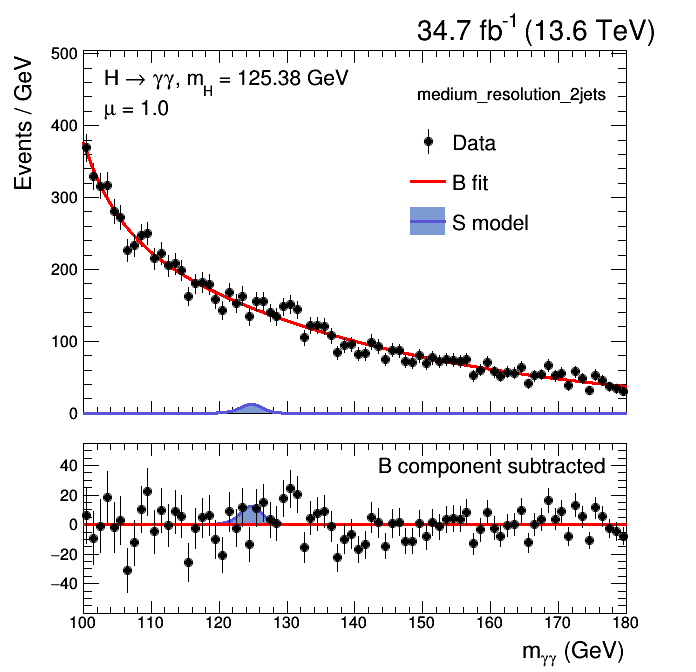 34.7 fb⁻¹ (13.6 TeV)
Events / GeV
500
400
300
200
100
0
H → γγ, m_H = 125.38 GeV
μ = 1.0
medium_resolution_2jets
Data
B fit
S model
B component subtracted
40
20
0
−20
−40
100 110 120 130 140 150 160 170 180
m_γγ (GeV)